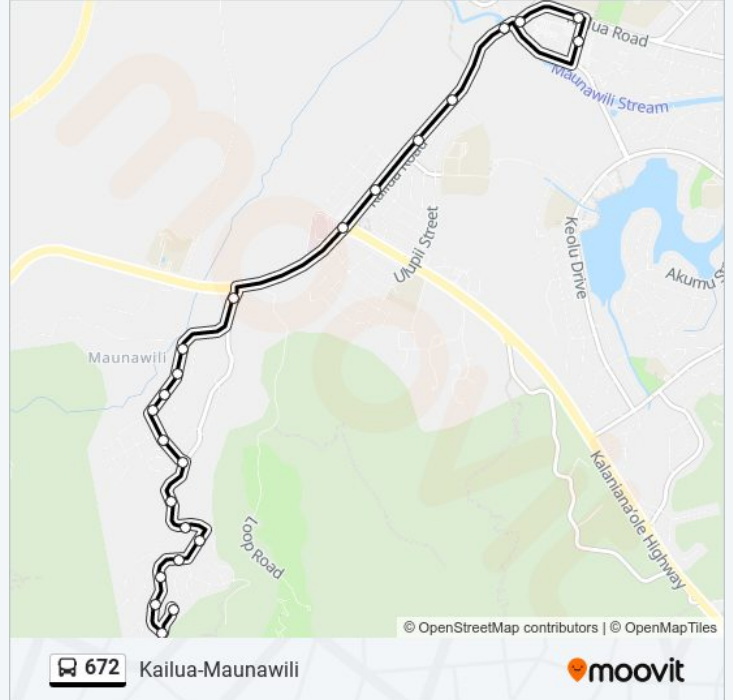 Kailua Road
Maunawili Stream
Kailua Road
Ulupii Street
Keolu Drive
Akumu S
Maunawili
Kalaniana'ole Highway
Loop Road
moovit
© OpenStreetMap contributors | © OpenMapTiles
672 Kailua-Maunawili
moovit